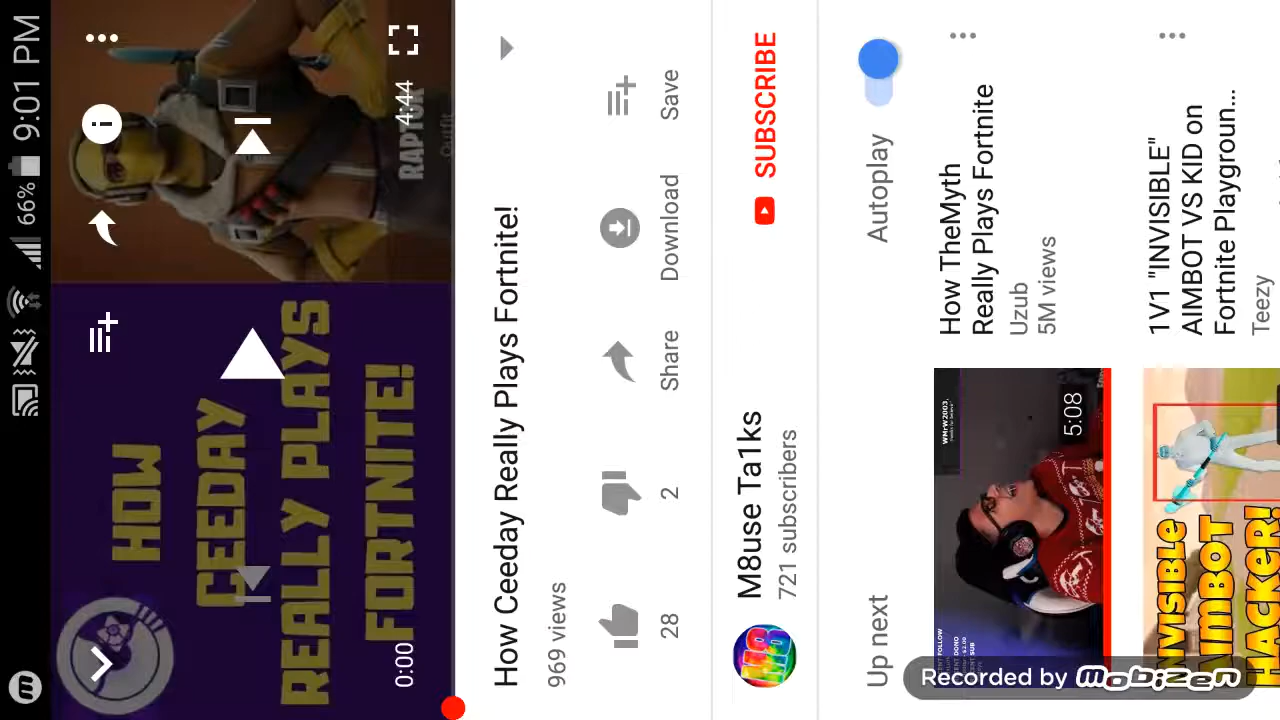 66% 9:01 PM
HOW
CEEDAY
REALLY PLAYS
FORTNITE!
RAPTOR
Outfit
0:00
4:44
How Ceeday Really Plays Fortnite!
969 views
28
2
Share
Download
Save
M8use Ta1ks
721 subscribers
SUBSCRIBE
Up next
Autoplay
5:08
How TheMyth
Really Plays Fortnite
Uzub
5M views
INVISIBLE
AIMBOT
HACKER!
1V1 "INVISIBLE"
AIMBOT VS KID on
Fortnite Playgroun...
Teezy
Recorded by mobizen